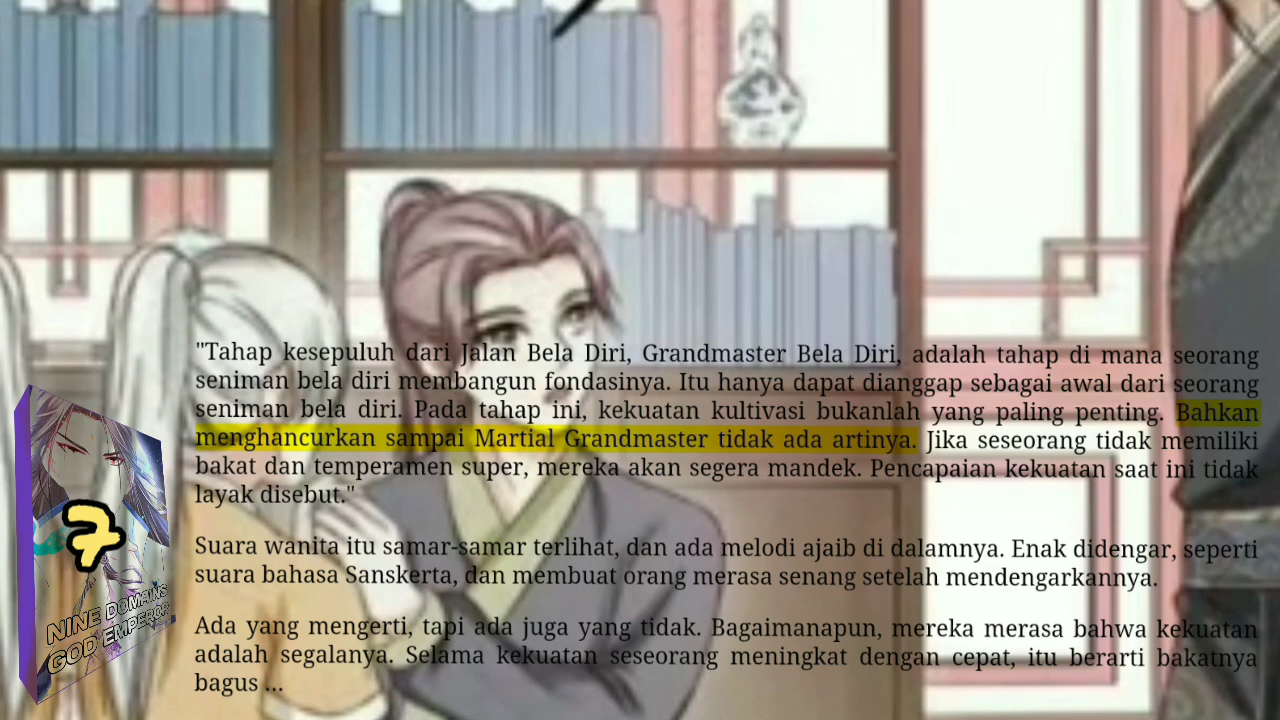 "Tahap kesepuluh dari Jalan Bela Diri, Grandmaster Bela Diri, adalah tahap di mana seorang
seniman bela diri membangun fondasinya. Itu hanya dapat dianggap sebagai awal dari seorang
seniman bela diri. Pada tahap ini, kekuatan kultivasi bukanlah yang paling penting. Bahkan
menghancurkan sampai Martial Grandmaster tidak ada artinya. Jika seseorang tidak memiliki
bakat dan temperamen super, mereka akan segera mandek. Pencapaian kekuatan saat ini tidak
layak disebut."
Suara wanita itu samar-samar terlihat, dan ada melodi ajaib di dalamnya. Enak didengar, seperti
suara bahasa Sanskerta, dan membuat orang merasa senang setelah mendengarkannya.
Ada yang mengerti, tapi ada juga yang tidak. Bagaimanapun, mereka merasa bahwa kekuatan
adalah segalanya. Selama kekuatan seseorang meningkat dengan cepat, itu berarti bakatnya
bagus ...
7
NINE DOMAINS
GOD EMPEROR